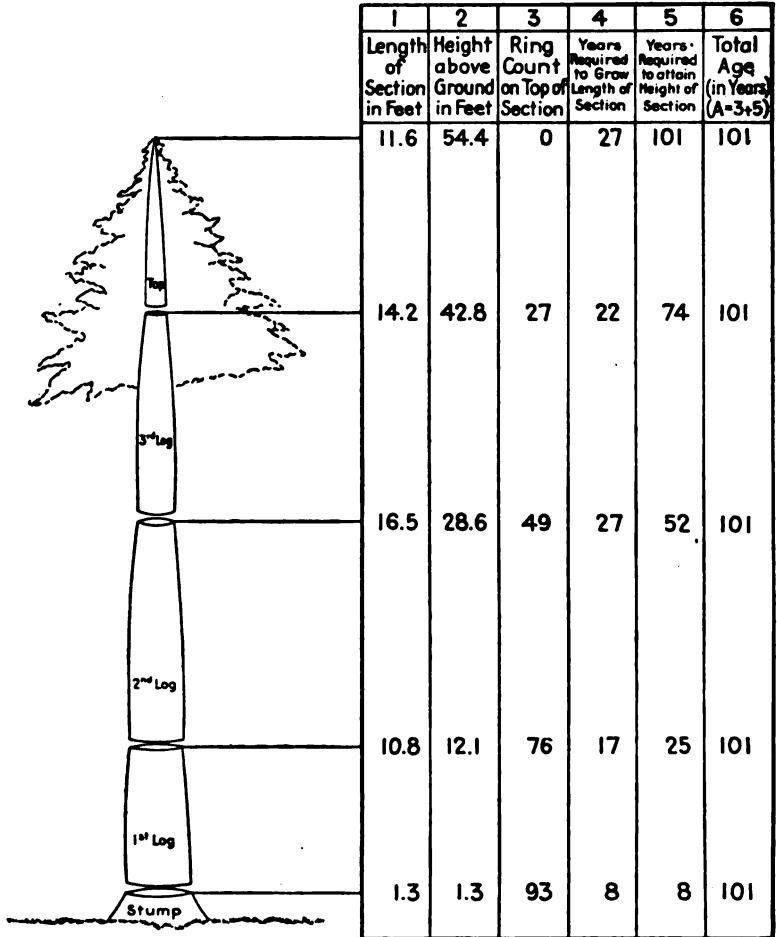 1 2 3 4 5 6
Length of Section in Feet
Height above Ground in Feet
Ring Count on Top of Section
Years Required to Grow Length of Section
Years Required to attain Height of Section
Total Age (in Years) (A=3+5)
11.6 54.4 0 27 101 101
Top
14.2 42.8 27 22 74 101
3rd Log
16.5 28.6 49 27 52 101
2nd Log
10.8 12.1 76 17 25 101
1st Log
1.3 1.3 93 8 8 101
Stump